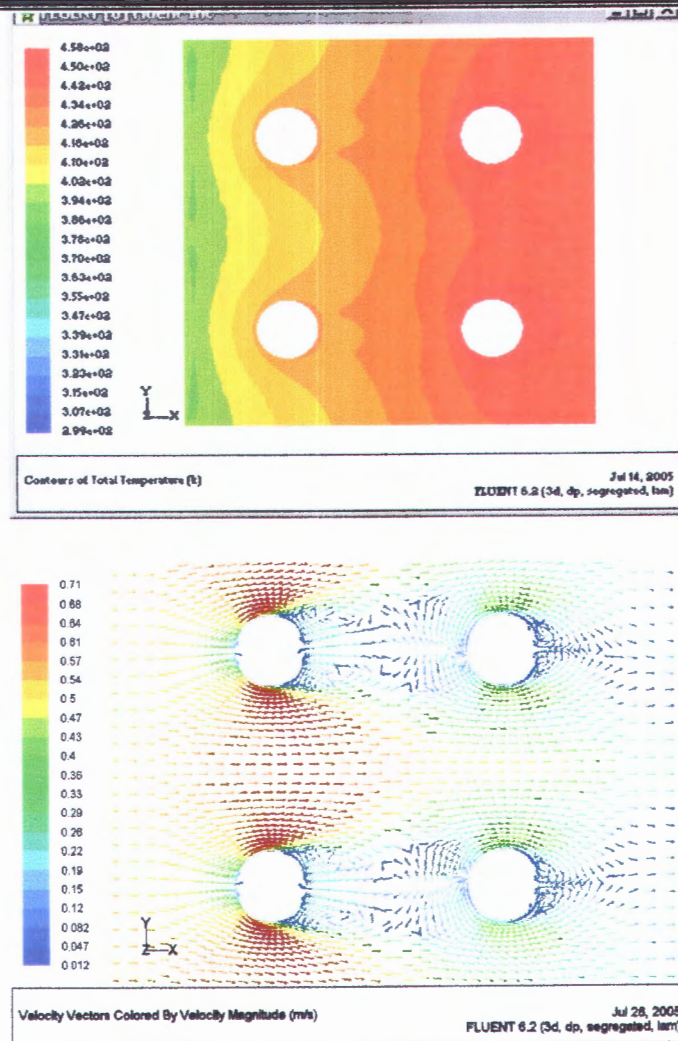 4.58e+02
4.50e+02
4.42e+02
4.34e+02
4.26e+02
4.18e+02
4.10e+02
4.02e+02
3.94e+02
3.86e+02
3.78e+02
3.70e+02
3.63e+02
3.55e+02
3.47e+02
3.39e+02
3.31e+02
3.23e+02
3.15e+02
3.07e+02
2.99e+02
Y
Z X
Contours of Total Temperature (k)
Jul 14, 2005
FLUENT 6.2 (3d, dp, segregated, lam)
0.71
0.68
0.64
0.61
0.57
0.54
0.5
0.47
0.43
0.4
0.36
0.33
0.29
0.26
0.22
0.19
0.15
0.12
0.082
0.047
0.012
Y
Z X
Velocity Vectors Colored By Velocity Magnitude (m/s)
Jul 26, 2005
FLUENT 6.2 (3d, dp, segregated, lam)